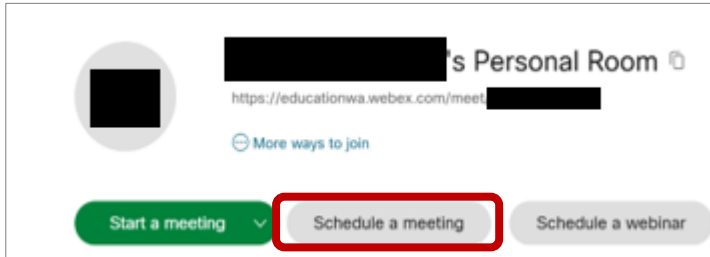 's Personal Room
https://educationwa.webex.com/meet/
More ways to join
Start a meeting
Schedule a meeting
Schedule a webinar